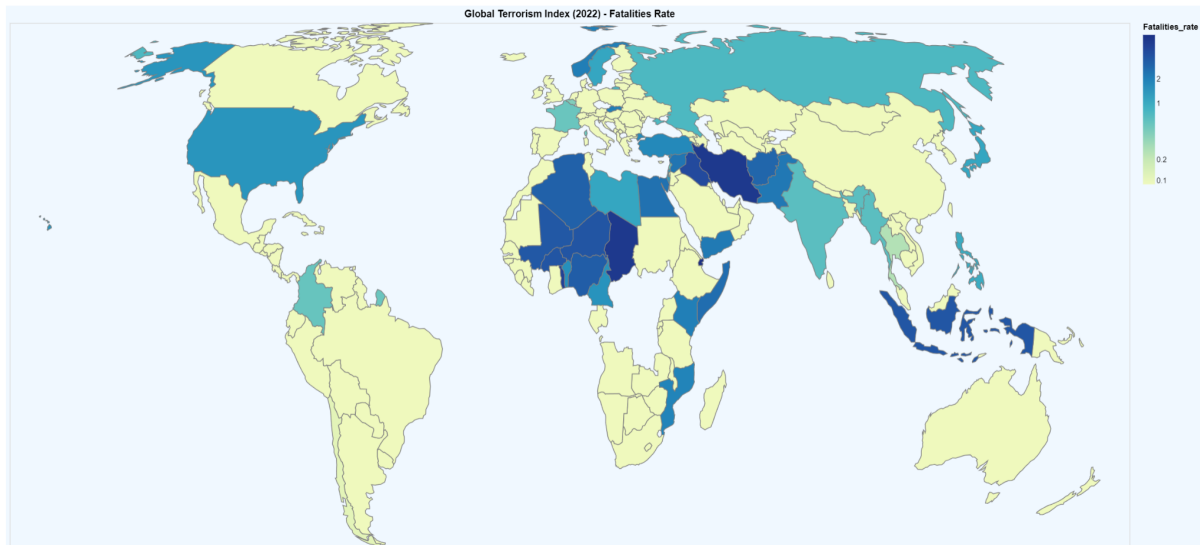 Global Terrorism Index (2022) - Fatalities Rate
Fatalities_rate
2
1
0.2
0.1